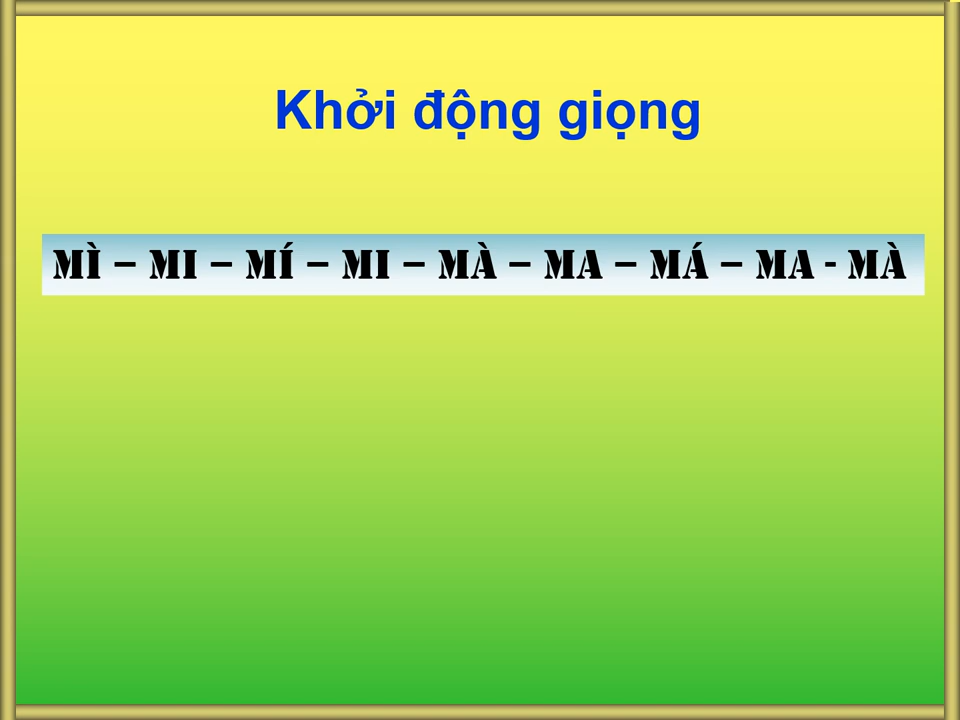 Khởi động giọng
MÌ – MI – MÍ – MI – MÀ – MA – MÁ – MA - MÀ